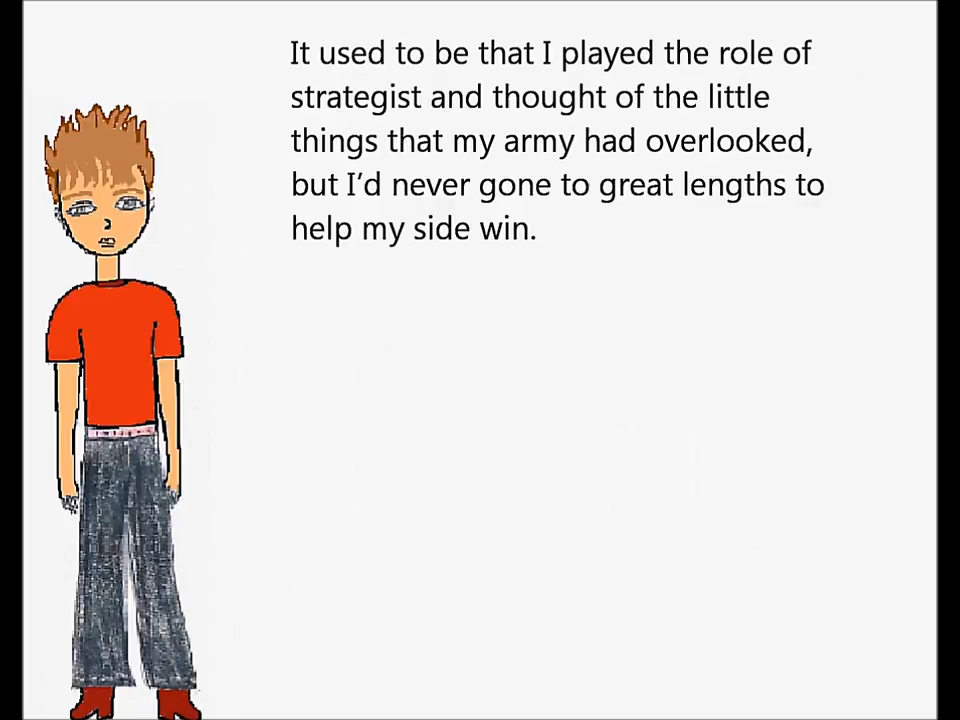 It used to be that I played the role of
strategist and thought of the little
things that my army had overlooked,
but I’d never gone to great lengths to
help my side win.